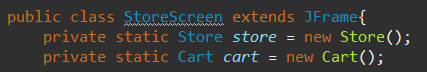 public class StoreScreen extends JFrame{
    private static Store store = new Store();
    private static Cart cart = new Cart();